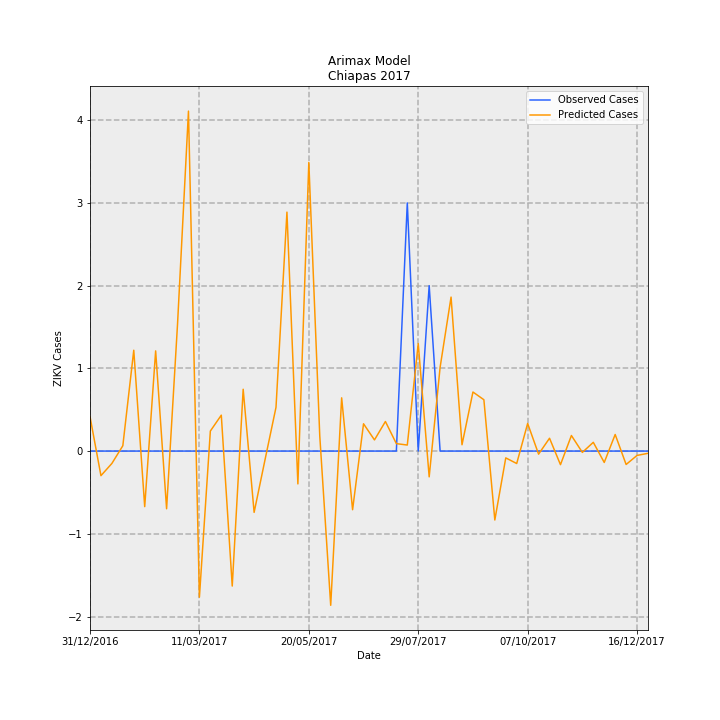 Arimax Model
Chiapas 2017
Observed Cases
Predicted Cases
4
3
2
1
0
−1
−2
ZIKV Cases
31/12/2016 11/03/2017 20/05/2017 29/07/2017 07/10/2017 16/12/2017
Date